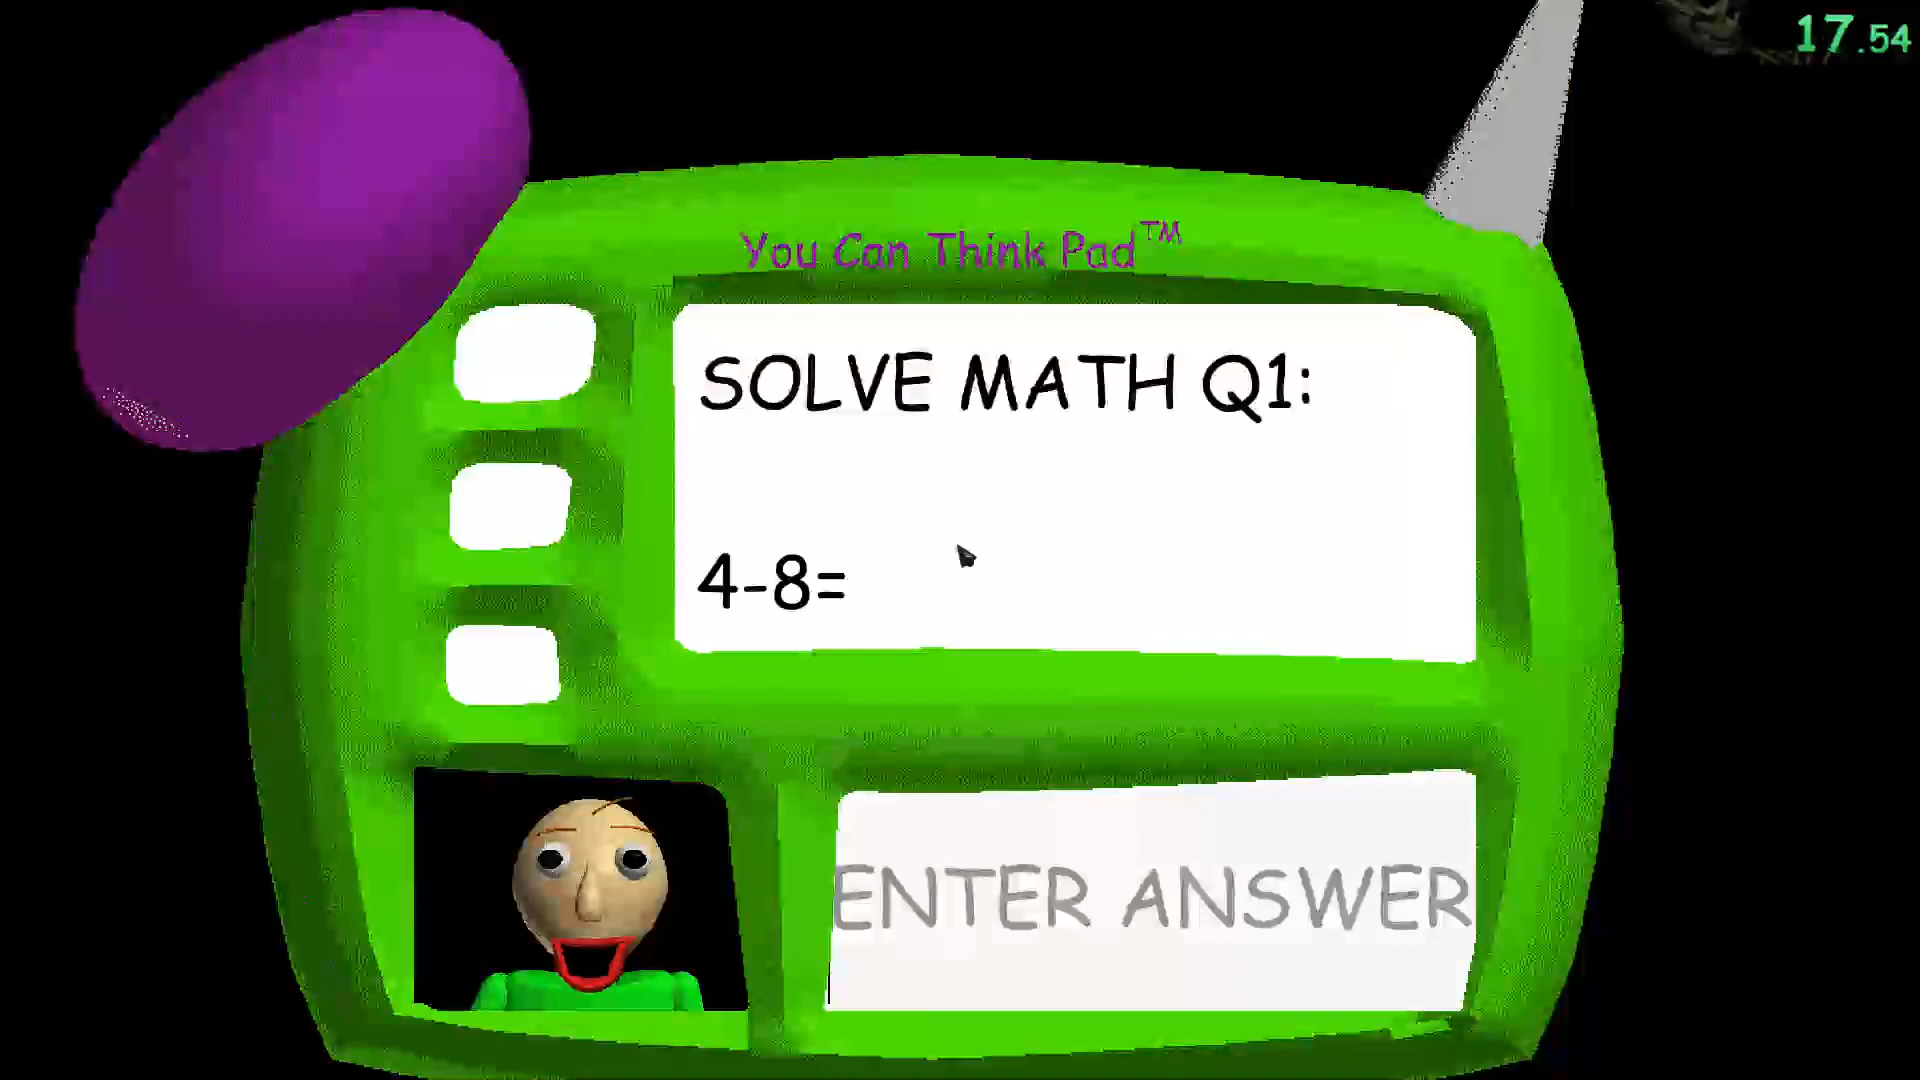 17.54
You Can Think Pad™
SOLVE MATH Q1:
4-8=
ENTER ANSWER